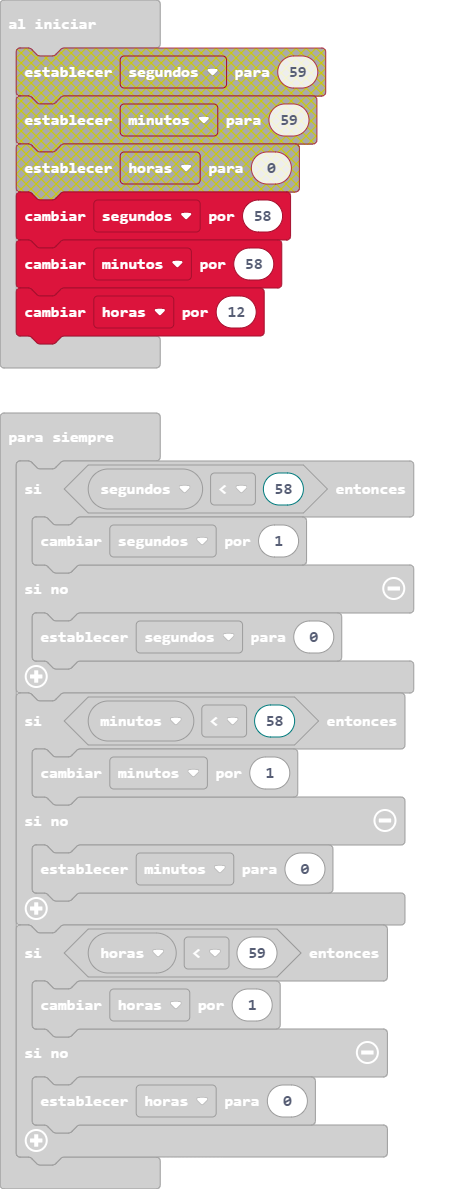 al iniciar
establecer segundos para 59
establecer minutos para 59
establecer horas para 0
cambiar segundos por 58
cambiar minutos por 58
cambiar horas por 12
para siempre
si segundos < 58 entonces
cambiar segundos por 1
si no
establecer segundos para 0
si minutos < 58 entonces
cambiar minutos por 1
si no
establecer minutos para 0
si horas < 59 entonces
cambiar horas por 1
si no
establecer horas para 0